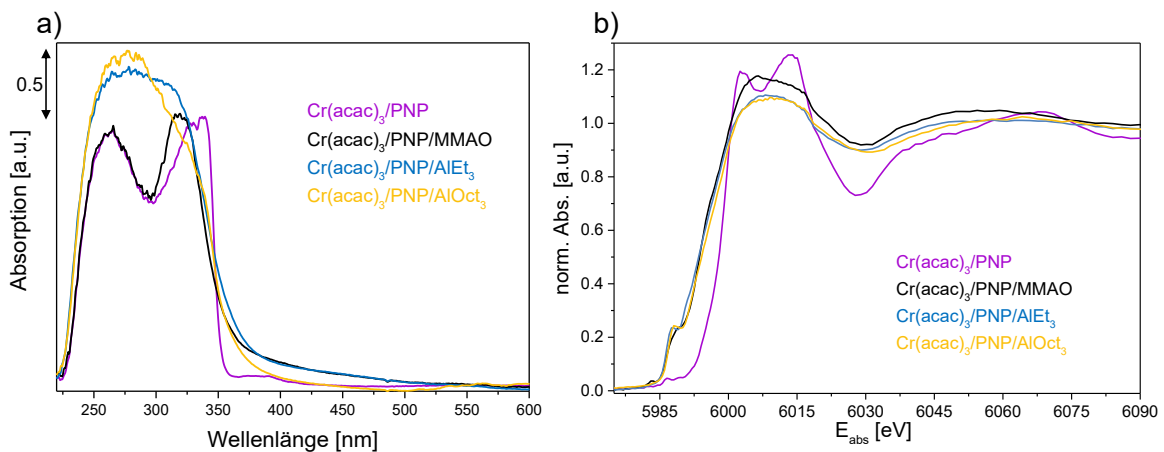 a)
0.5
Absorption [a.u.]
Cr(acac)₃/PNP
Cr(acac)₃/PNP/MMAO
Cr(acac)₃/PNP/AlEt₃
Cr(acac)₃/PNP/AlOct₃
250 300 350 400 450 500 550 600
Wellenlänge [nm]
b)
norm. Abs. [a.u.]
1.2
1.0
0.8
0.6
0.4
0.2
0.0
Cr(acac)₃/PNP
Cr(acac)₃/PNP/MMAO
Cr(acac)₃/PNP/AlEt₃
Cr(acac)₃/PNP/AlOct₃
5985 6000 6015 6030 6045 6060 6075 6090
E_abs [eV]